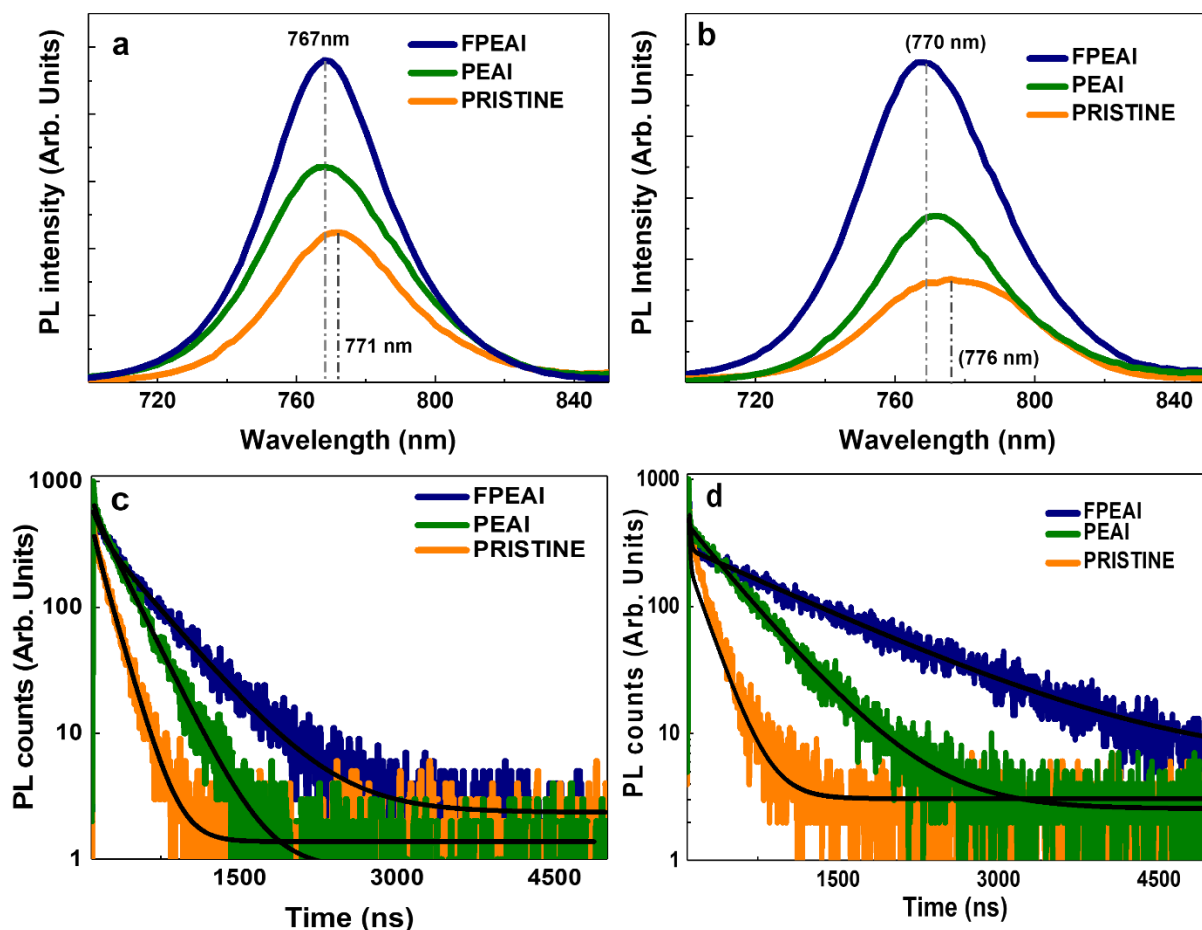 a
767nm
FPEAI
PEAI
PRISTINE
771 nm
PL intensity (Arb. Units)
720
760
800
840
Wavelength (nm)
b
(770 nm)
FPEAI
PEAI
PRISTINE
(776 nm)
PL Intensity (Arb. Units)
720
760
800
840
Wavelength (nm)
c
FPEAI
PEAI
PRISTINE
1000
100
10
1
PL counts (Arb. Units)
1500
3000
4500
Time (ns)
d
FPEAI
PEAI
PRISTINE
1000
100
10
1
PL counts (Arb. Units)
1500
3000
4500
Time (ns)